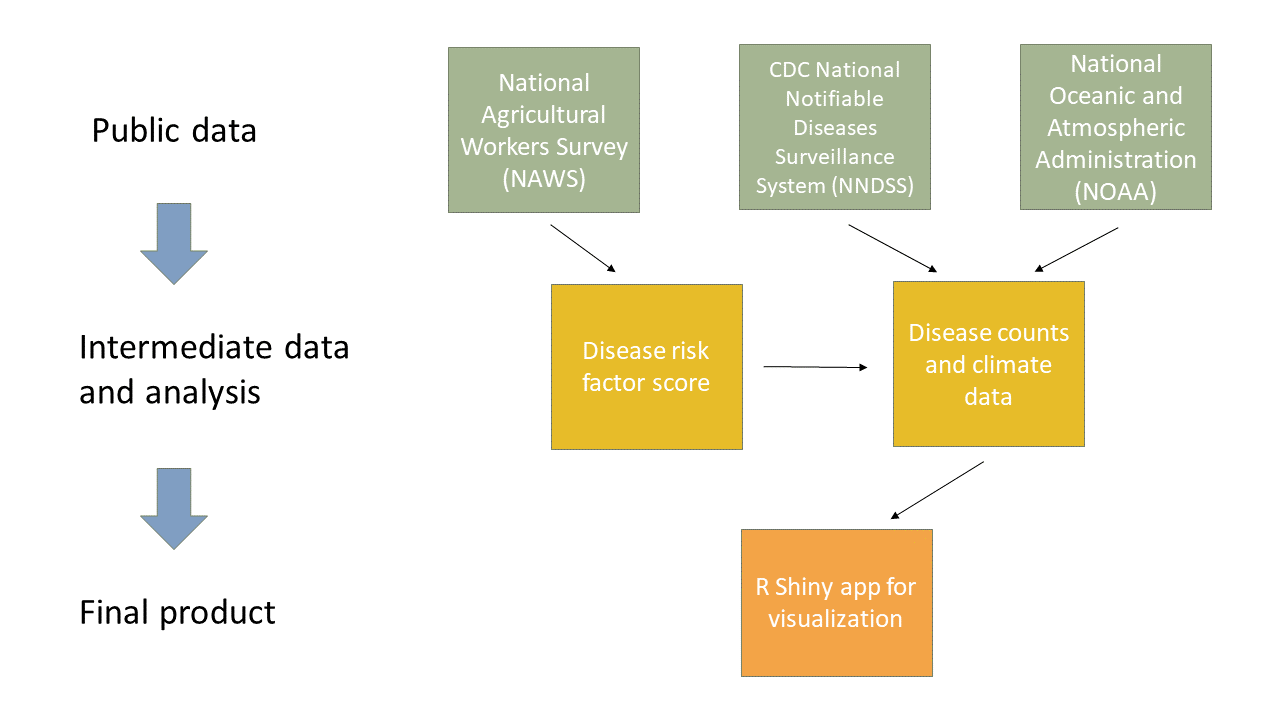 Public data
National
Agricultural
Workers Survey
(NAWS)
CDC National
Notifiable
Diseases
Surveillance
System (NNDSS)
National
Oceanic and
Atmospheric
Administration
(NOAA)
Intermediate data
and analysis
Disease risk
factor score
Disease counts
and climate
data
Final product
R Shiny app for
visualization